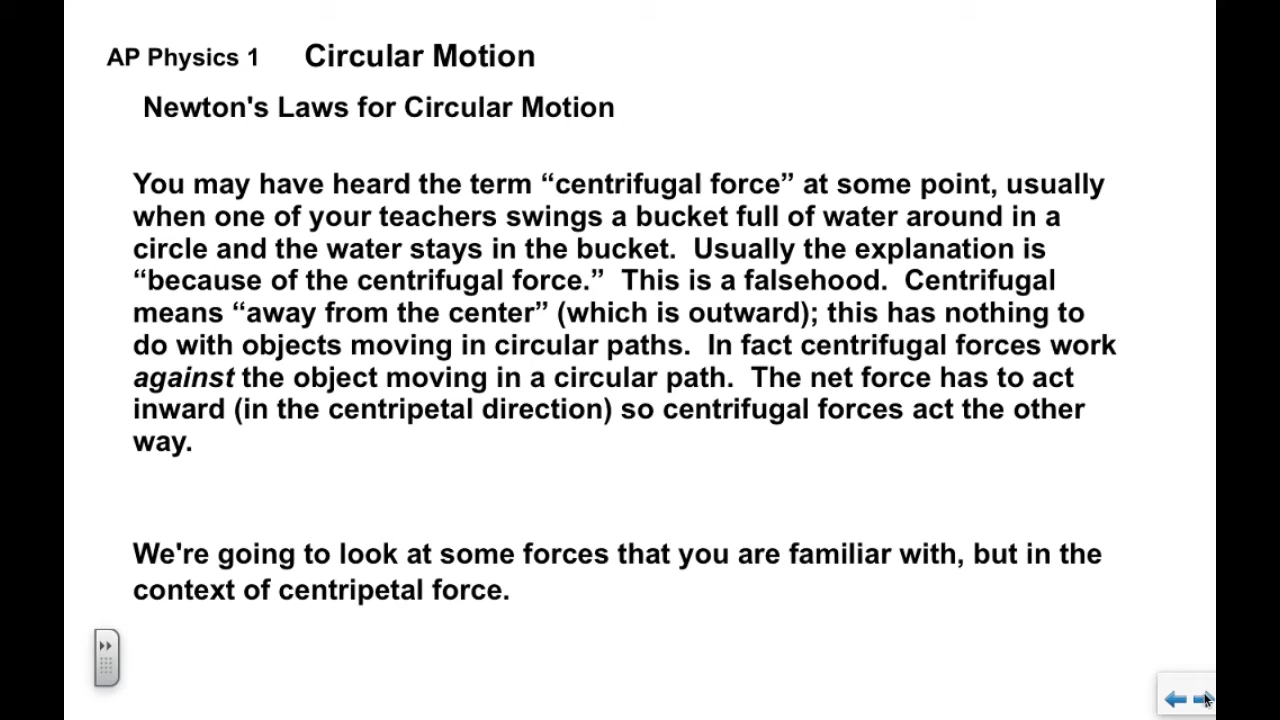 AP Physics 1 Circular Motion
Newton's Laws for Circular Motion
You may have heard the term “centrifugal force” at some point, usually
when one of your teachers swings a bucket full of water around in a
circle and the water stays in the bucket.  Usually the explanation is
“because of the centrifugal force.”  This is a falsehood.  Centrifugal
means “away from the center” (which is outward); this has nothing to
do with objects moving in circular paths.  In fact centrifugal forces work
against the object moving in a circular path.  The net force has to act
inward (in the centripetal direction) so centrifugal forces act the other
way.
We're going to look at some forces that you are familiar with, but in the
context of centripetal force.